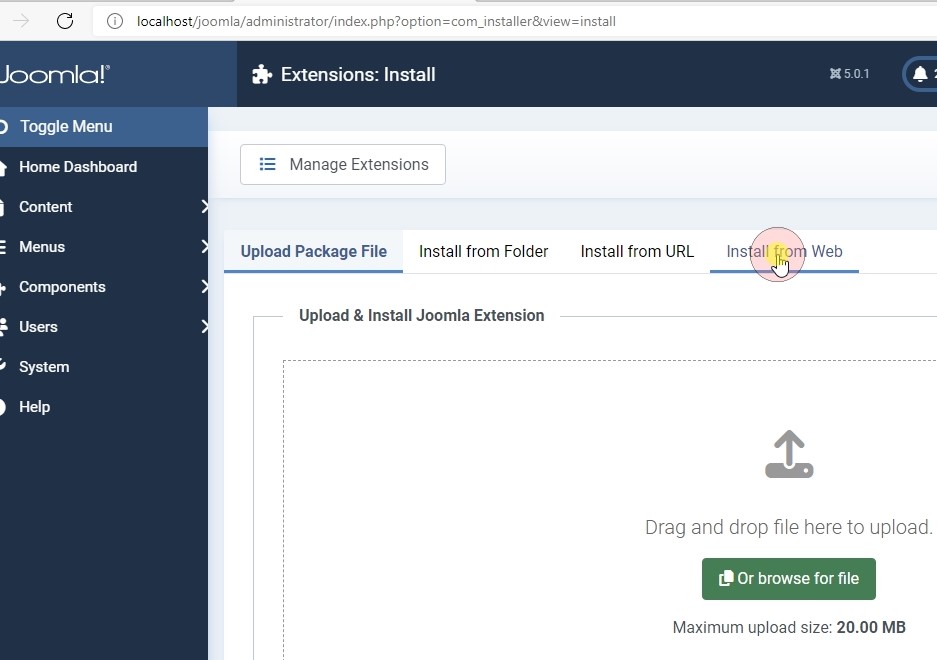 localhost/joomla/administrator/index.php?option=com_installer&view=install
Joomla!®
Extensions: Install
5.0.1
2
Toggle Menu
Home Dashboard
Content
Menus
Components
Users
System
Help
Manage Extensions
Upload Package File
Install from Folder
Install from URL
Install from Web
Upload & Install Joomla Extension
Drag and drop file here to upload.
Or browse for file
Maximum upload size: 20.00 MB